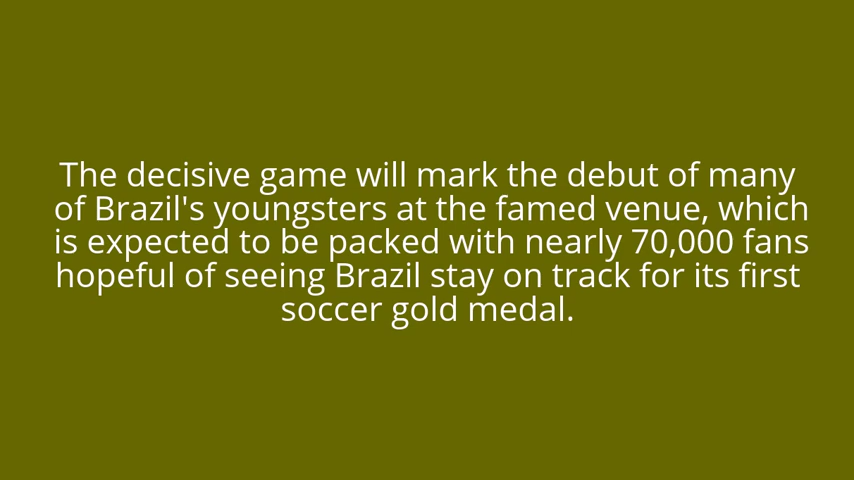 The decisive game will mark the debut of many
of Brazil's youngsters at the famed venue, which
is expected to be packed with nearly 70,000 fans
hopeful of seeing Brazil stay on track for its first
soccer gold medal.